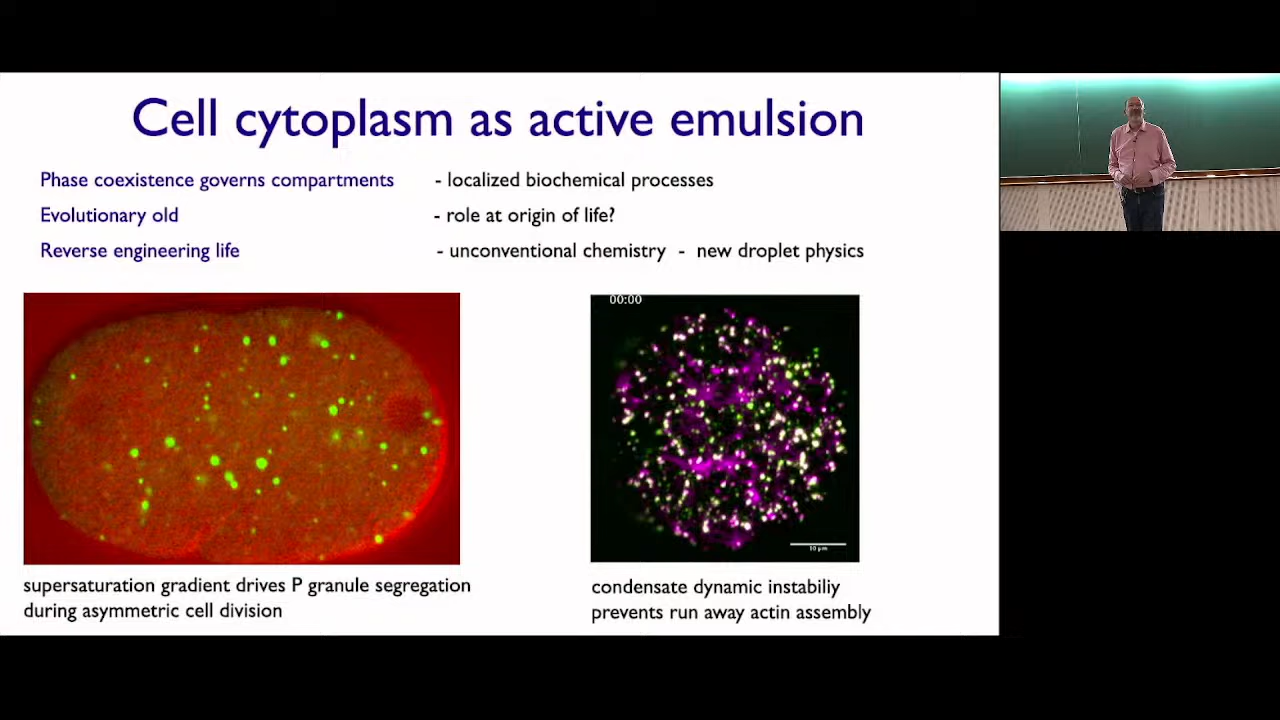 Cell cytoplasm as active emulsion
Phase coexistence governs compartments - localized biochemical processes
Evolutionary old - role at origin of life?
Reverse engineering life - unconventional chemistry - new droplet physics
00:00
10 μm
supersaturation gradient drives P granule segregation
during asymmetric cell division
condensate dynamic instabiliy
prevents run away actin assembly